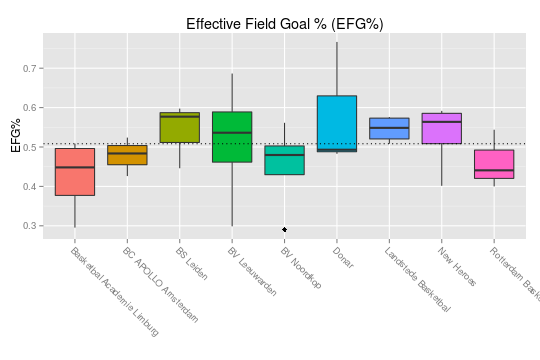 Effective Field Goal % (EFG%)
EFG%
0.7
0.6
0.5
0.4
0.3
Basketbal Academie Limburg
BC APOLLO Amsterdam
BS Leiden
BV Leeuwarden
BV Noordkop
Donar
Landstede Basketbal
New Heroes
Rotterdam